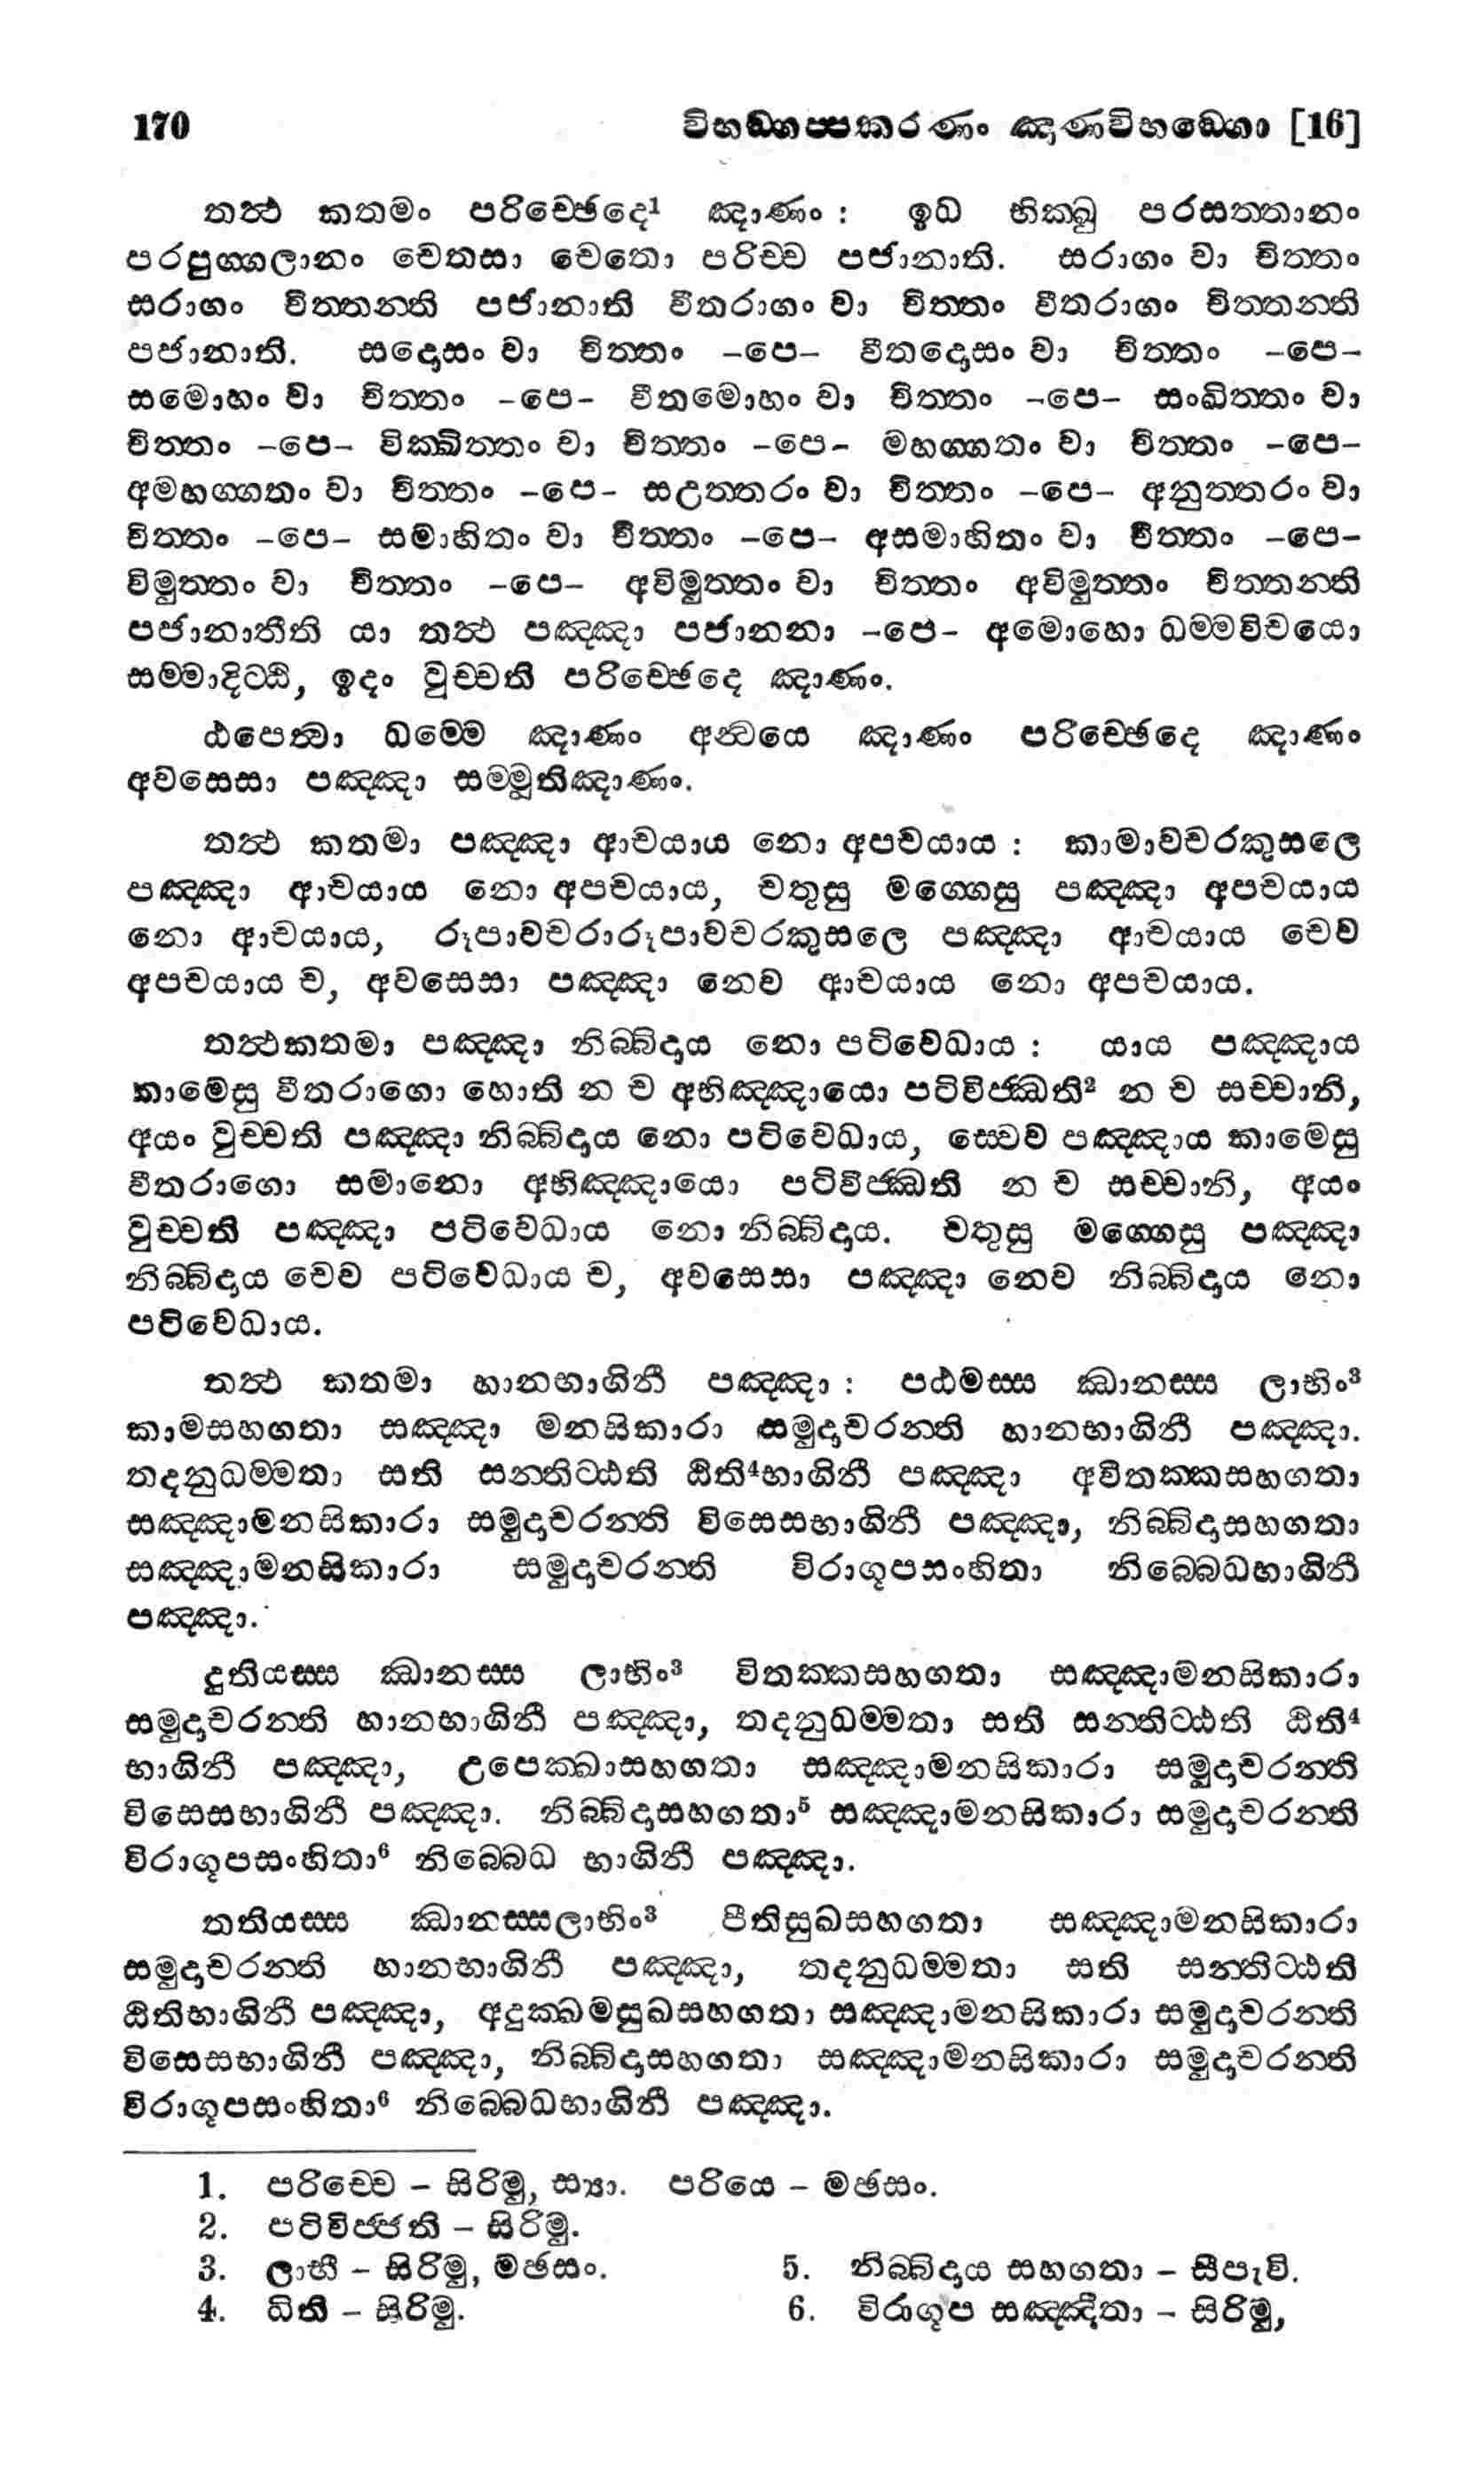 170 විභඞ්ගප්පකරණං ඤාණවිභඞ්ගො [16]
තත්ථ කතමං පරිච්ඡෙදෙ¹ ඤාණං : ඉධ භික්ඛු පරසත්තානං
පරපුග්ගලානං චෙතසා චෙතො පරිච්ච පජානාති. සරාගං වා චිත්තං
සරාගං චිත්තන්ති පජානාති වීතරාගං වා චිත්තං වීතරාගං චිත්තන්ති
පජානාති. සදොසං වා චිත්තං –පෙ– වීතදොසං වා චිත්තං –පෙ–
සමොහං වා චිත්තං –පෙ– වීතමොහං වා චිත්තං –පෙ– සංඛිත්තං වා
චිත්තං –පෙ– වික්ඛිත්තං වා චිත්තං –පෙ– මහග්ගතං වා චිත්තං –පෙ–
අමහග්ගතං වා චිත්තං –පෙ– සඋත්තරං වා චිත්තං –පෙ– අනුත්තරං වා
චිත්තං –පෙ– සමාහිතං වා චිත්තං –පෙ– අසමාහිතං වා චිත්තං –පෙ–
විමුත්තං වා චිත්තං –පෙ– අවිමුත්තං වා චිත්තං අවිමුත්තං චිත්තන්ති
පජානාතීති යා තත්ථ පඤ්ඤා පජානනා –පෙ– අමොහො ධම්මවිචයො
සම්මාදිට්ඨි, ඉදං වුච්චති පරිච්ඡෙදෙ ඤාණං.
ඨපෙත්වා ධම්මෙ ඤාණං අන්වයෙ ඤාණං පරිච්ඡෙදෙ ඤාණං
අවසෙසා පඤ්ඤා සම්මුතිඤාණං.
තත්ථ කතමා පඤ්ඤා ආචයාය නො අපචයාය : කාමාවචරකුසලෙ
පඤ්ඤා ආචයාය නො අපචයාය, චතුසු මග්ගෙසු පඤ්ඤා අපචයාය
නො ආචයාය, රූපාවචරාරූපාවචරකුසලෙ පඤ්ඤා ආචයාය චෙව
අපචයාය ච, අවසෙසා පඤ්ඤා නෙව ආචයාය නො අපචයාය.
තත්ථකතමා පඤ්ඤා නිබ්බිදාය නො පටිවෙධාය : යාය පඤ්ඤාය
කාමෙසු වීතරාගො හොති න ච අභිඤ්ඤායො පටිවිජ්ඣති² න ච සච්චානි,
අයං වුච්චති පඤ්ඤා නිබ්බිදාය නො පටිවෙධාය, ස්වෙව පඤ්ඤාය කාමෙසු
වීතරාගො සමානො අභිඤ්ඤායො පටිවිජ්ඣති න ච සච්චානි, අයං
වුච්චති පඤ්ඤා පටිවෙධාය නො නිබ්බිදාය. චතුසු මග්ගෙසු පඤ්ඤා
නිබ්බිදාය චෙව පටිවෙධාය ච, අවසෙසා පඤ්ඤා නෙව නිබ්බිදාය නො
පටිවෙධාය.
තත්ථ කතමා හානභාගිනී පඤ්ඤා : පඨමස්ස ඣානස්ස ලාභිං³
කාමසහගතා සඤ්ඤා මනසිකාරා සමුදාචරන්ති හානභාගිනී පඤ්ඤා.
තදනුධම්මතා සති සන්තිට්ඨති ඨිති⁴භාගිනී පඤ්ඤා අවිතක්කසහගතා
සඤ්ඤාමනසිකාරා සමුදාචරන්ති විසෙසභාගිනී පඤ්ඤා, නිබ්බිදාසහගතා
සඤ්ඤාමනසිකාරා සමුදාචරන්ති විරාගූපසංහිතා නිබ්බෙධභාගිනී
පඤ්ඤා.
දුතියස්ස ඣානස්ස ලාභිං³ විතක්කසහගතා සඤ්ඤාමනසිකාරා
සමුදාචරන්ති හානභාගිනී පඤ්ඤා, තදනුධම්මතා සති සන්තිට්ඨති ඨිති⁴
භාගිනී පඤ්ඤා, උපෙක්ඛාසහගතා සඤ්ඤාමනසිකාරා සමුදාචරන්ති
විසෙසභාගිනී පඤ්ඤා. නිබ්බිදාසහගතා⁵ සඤ්ඤාමනසිකාරා සමුදාචරන්ති
විරාගූපසංහිතා⁶ නිබ්බෙධ භාගිනී පඤ්ඤා.
තතියස්ස ඣානස්සලාභිං³ පීතිසුඛසහගතා සඤ්ඤාමනසිකාරා
සමුදාචරන්ති හානභාගිනී පඤ්ඤා, තදනුධම්මතා සති සන්තිට්ඨති
ඨිතිභාගිනී පඤ්ඤා, අදුක්ඛමසුඛසහගතා සඤ්ඤාමනසිකාරා සමුදාචරන්ති
විසෙසභාගිනී පඤ්ඤා, නිබ්බිදාසහගතා සඤ්ඤාමනසිකාරා සමුදාචරන්ති
විරාගූපසංහිතා⁶ නිබ්බෙධභාගිනී පඤ්ඤා.
1. පරිච්චෙ – සිරිමු, ස්‍යා. පරියෙ – මඡසං.
2. පටිවිජ්ජති – සිරිමු.
3. ලාභී – සිරිමු, මඡසං. 5. නිබ්බිදාය සහගතා – සීපැවි.
4. ඨිති – සිරිමු. 6. විරාගූප සඤ්ඤීතා – සිරිමු,